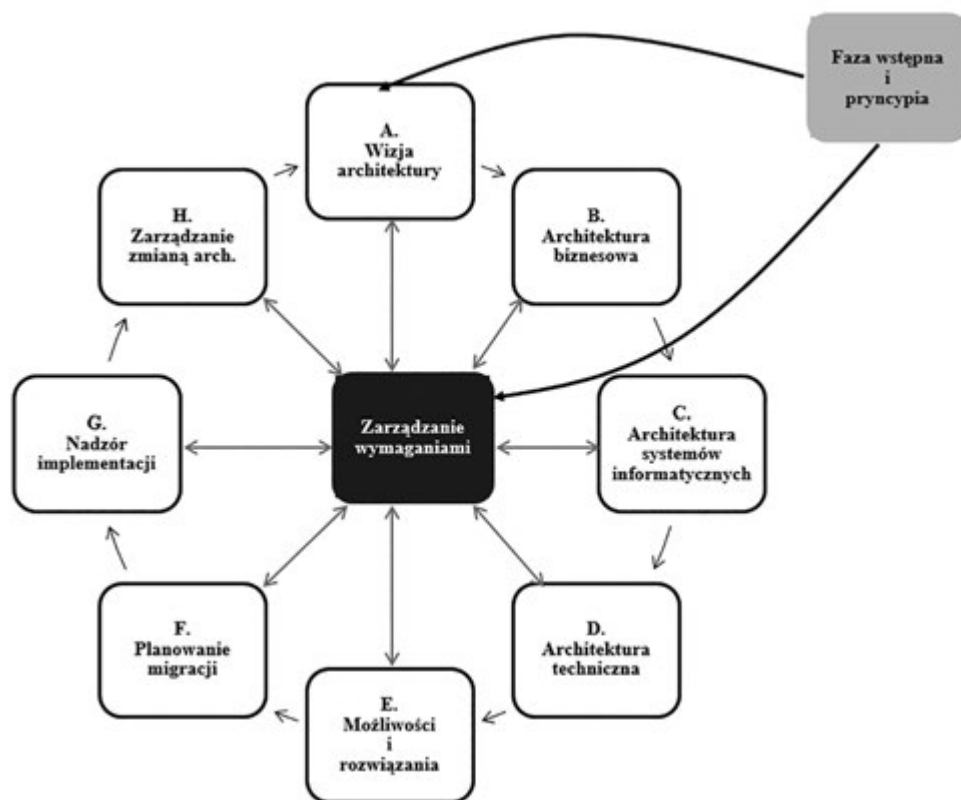 Faza wstępna
i
pryncypia
A.
Wizja
architektury
B.
Architektura
biznesowa
C.
Architektura
systemów
informatycznych
D.
Architektura
techniczna
E.
Możliwości
i
rozwiązania
F.
Planowanie
migracji
G.
Nadzór
implementacji
H.
Zarządzanie
zmianą arch.
Zarządzanie
wymaganiami